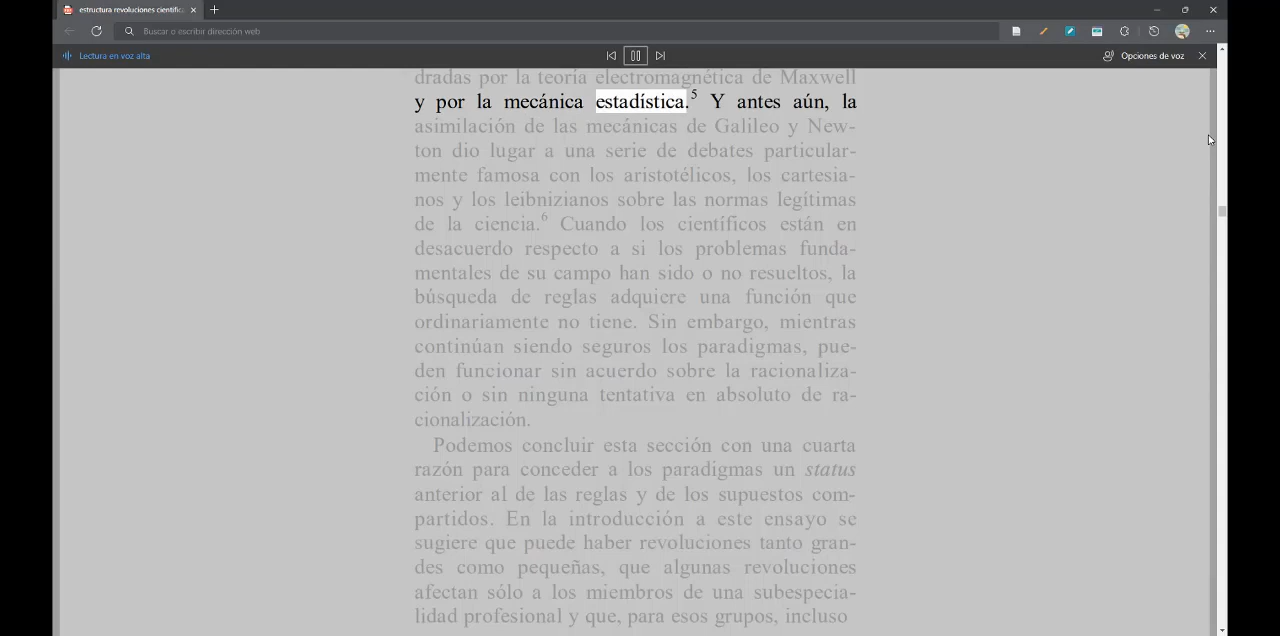 estructura revoluciones científic
Buscar o escribir dirección web
Lectura en voz alta
Opciones de voz
dradas por la teoría electromagnética de Maxwell
y por la mecánica estadística.5 Y antes aún, la
asimilación de las mecánicas de Galileo y New-
ton dio lugar a una serie de debates particular-
mente famosa con los aristotélicos, los cartesia-
nos y los leibnizianos sobre las normas legítimas
de la ciencia.6 Cuando los científicos están en
desacuerdo respecto a si los problemas funda-
mentales de su campo han sido o no resueltos, la
búsqueda de reglas adquiere una función que
ordinariamente no tiene. Sin embargo, mientras
continúan siendo seguros los paradigmas, pue-
den funcionar sin acuerdo sobre la racionaliza-
ción o sin ninguna tentativa en absoluto de ra-
cionalización.
Podemos concluir esta sección con una cuarta
razón para conceder a los paradigmas un status
anterior al de las reglas y de los supuestos com-
partidos. En la introducción a este ensayo se
sugiere que puede haber revoluciones tanto gran-
des como pequeñas, que algunas revoluciones
afectan sólo a los miembros de una subespecia-
lidad profesional y que, para esos grupos, incluso